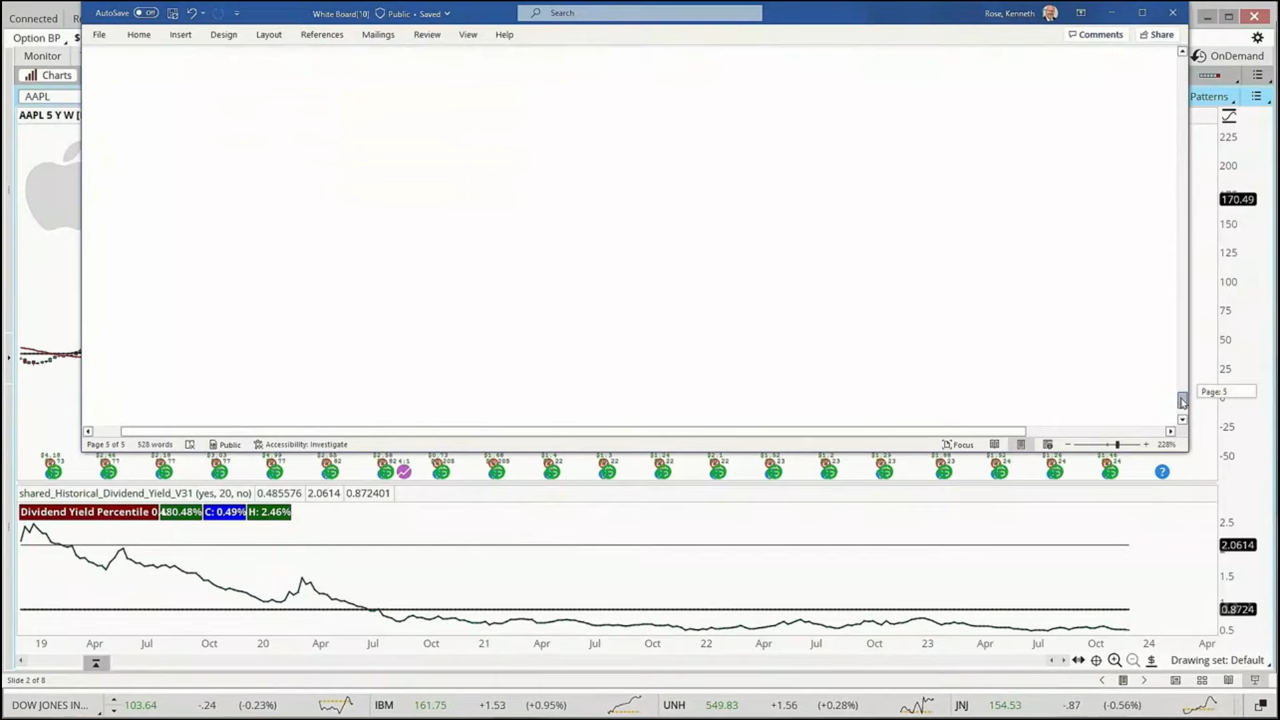 Connected
AutoSave Off White Board[10] Public • Saved Search Rose, Kenneth
Option BP
File Home Insert Design Layout References Mailings Review View Help Comments Share
Monitor OnDemand
Charts
AAPL Patterns
AAPL 5 Y W
225
200
170.49
150
125
100
75
50
25
Page: 5
-25
Page 5 of 5 528 words Public Accessibility: Investigate Focus 228%
-50
shared_Historical_Dividend_Yield_V31 (yes, 20, no) 0.485576 2.0614 0.872401
Dividend Yield Percentile 0 80.48% C: 0.49% H: 2.46%
2.5
2.0614
1.5
0.8724
0.5
19 Apr Jul Oct 20 Apr Jul Oct 21 Apr Jul Oct 22 Apr Jul Oct 23 Apr Jul Oct 24 Apr
Drawing set: Default
Slide 2 of 8
DOW JONES IN... 103.64 -.24 (-0.23%) IBM 161.75 +1.53 (+0.95%) UNH 549.83 +1.56 (+0.28%) JNJ 154.53 -.87 (-0.56%)